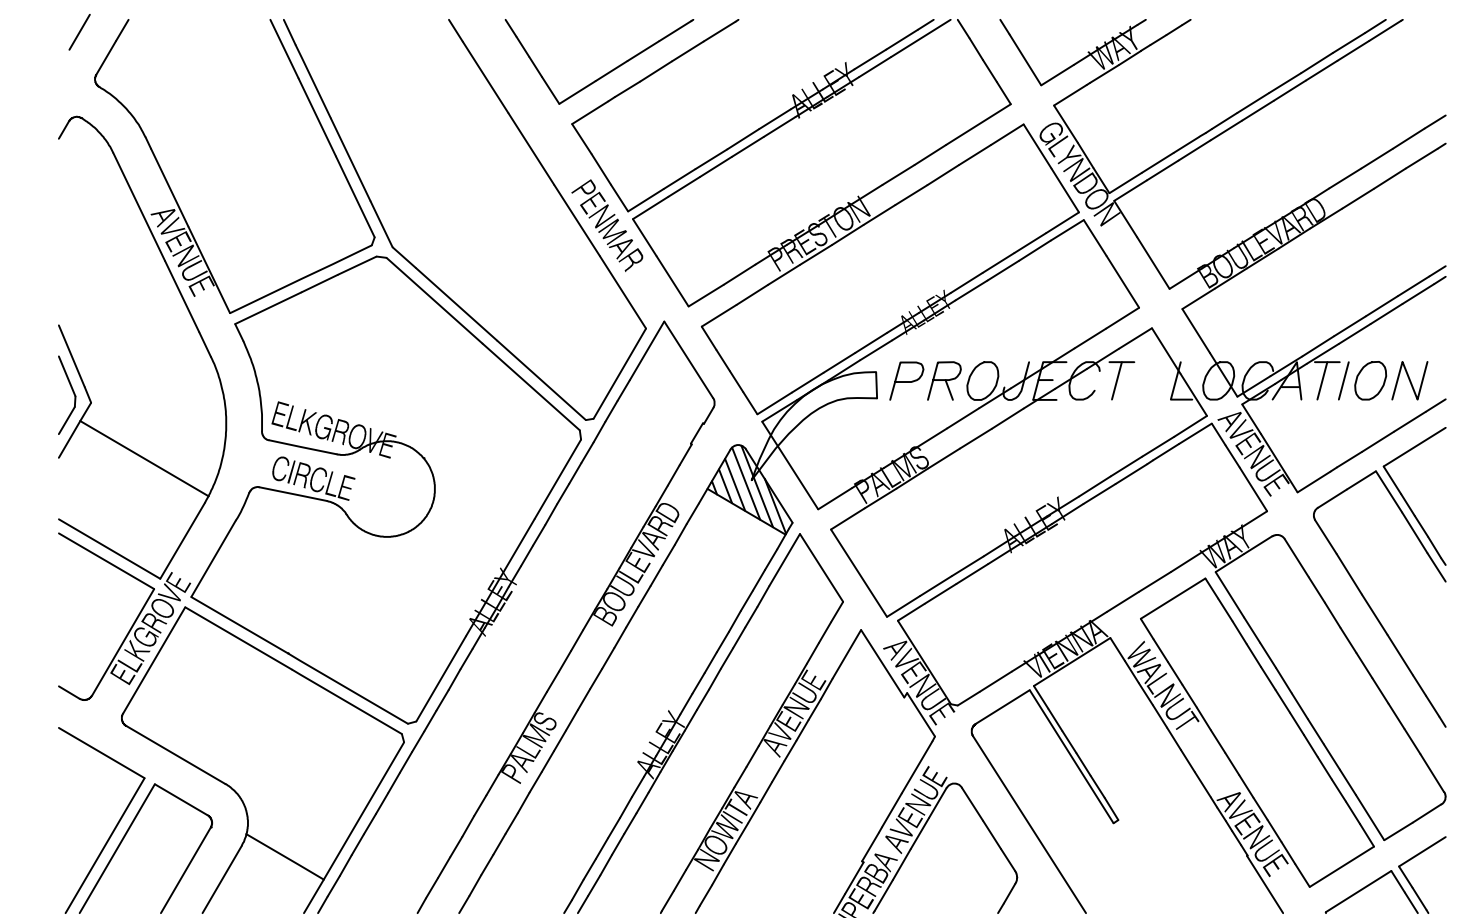 WAY
ALLEY
GLYNDON
PENMAR
AVENUE
PRESTON
BOULEVARD
ALLEY
PROJECT LOCATION
ELKGROVE
CIRCLE
AVENUE
PALMS
BOULEVARD
ALLEY
WAY
ALLEY
ELKGROVE
VIENNA
AVENUE
WALNUT
AVENUE
PALMS
ALLEY
NOWITA
PERBA AVENUE
AVENUE